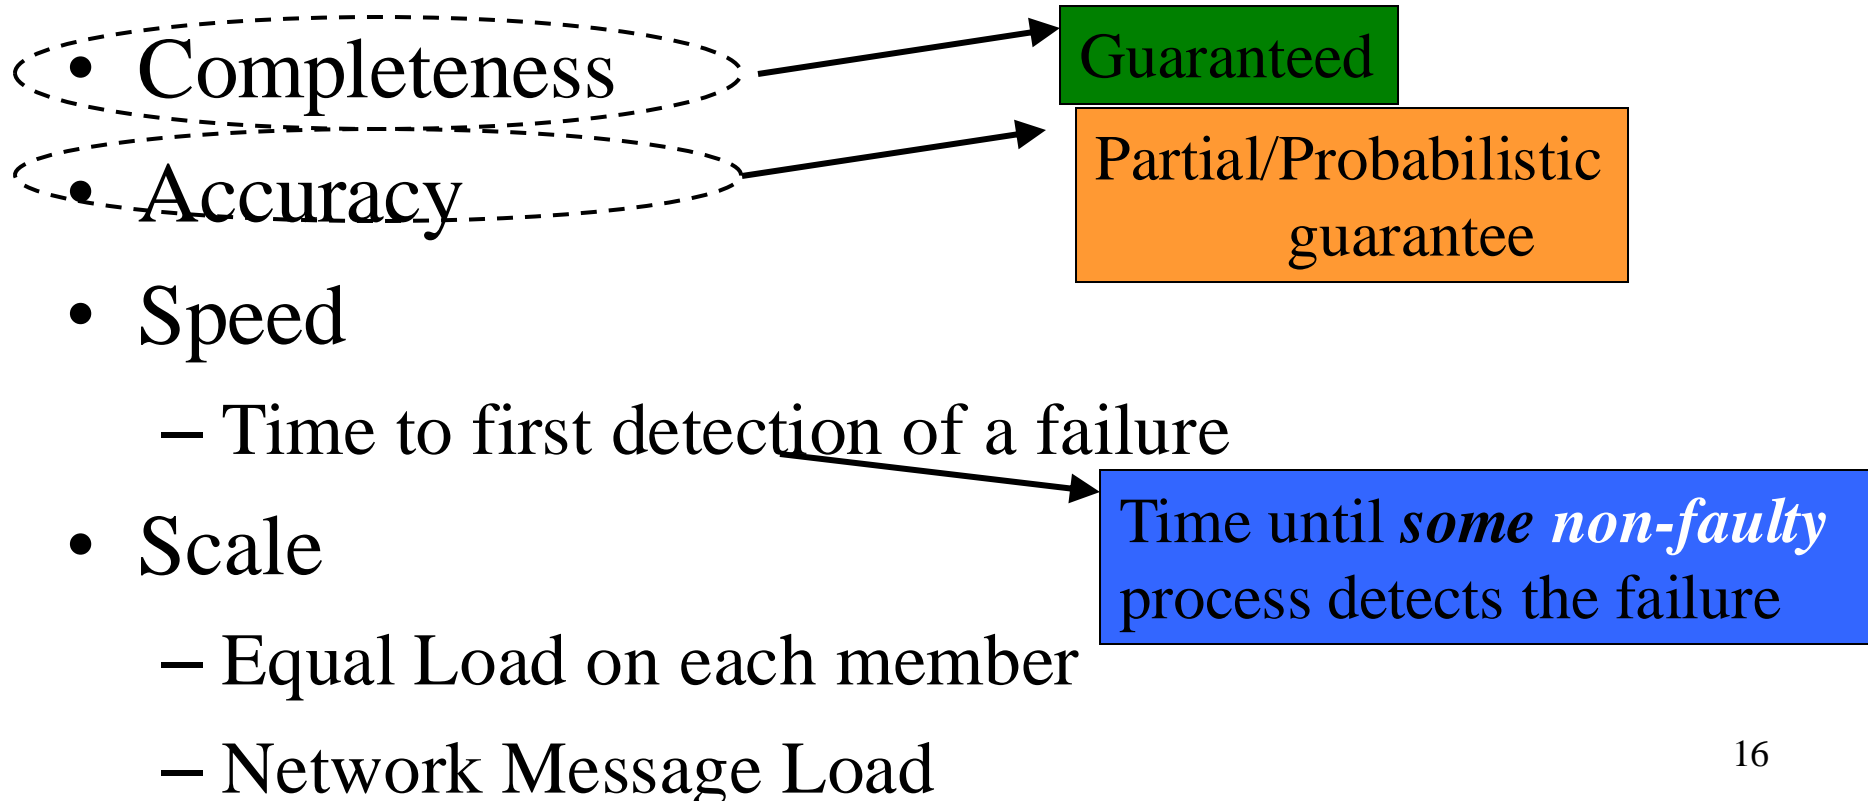 • Completeness
Guaranteed
• Accuracy
Partial/Probabilistic
guarantee
• Speed
– Time to first detection of a failure
Time until some non-faulty
process detects the failure
• Scale
– Equal Load on each member
– Network Message Load
16